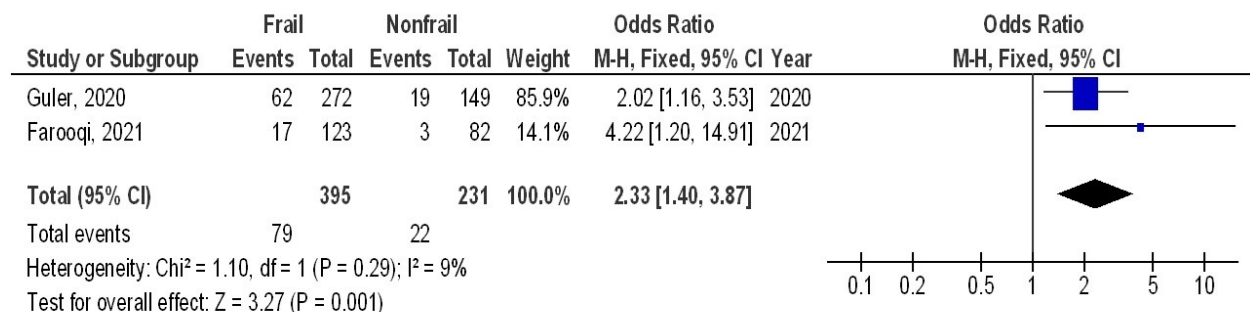 Frail Nonfrail Odds Ratio Odds Ratio
Study or Subgroup Events Total Events Total Weight M-H, Fixed, 95% CI Year M-H, Fixed, 95% CI
Guler, 2020 62 272 19 149 85.9% 2.02 [1.16, 3.53] 2020
Farooqi, 2021 17 123 3 82 14.1% 4.22 [1.20, 14.91] 2021
Total (95% CI) 395 231 100.0% 2.33 [1.40, 3.87]
Total events 79 22
Heterogeneity: Chi² = 1.10, df = 1 (P = 0.29); I² = 9%
Test for overall effect: Z = 3.27 (P = 0.001)
0.1 0.2 0.5 1 2 5 10